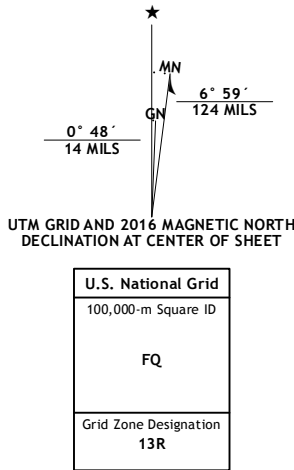 ★
MN
GN
6° 59´
124 MILS
0° 48´
14 MILS
UTM GRID AND 2016 MAGNETIC NORTH
DECLINATION AT CENTER OF SHEET
U.S. National Grid
100,000-m Square ID
FQ
Grid Zone Designation
13R